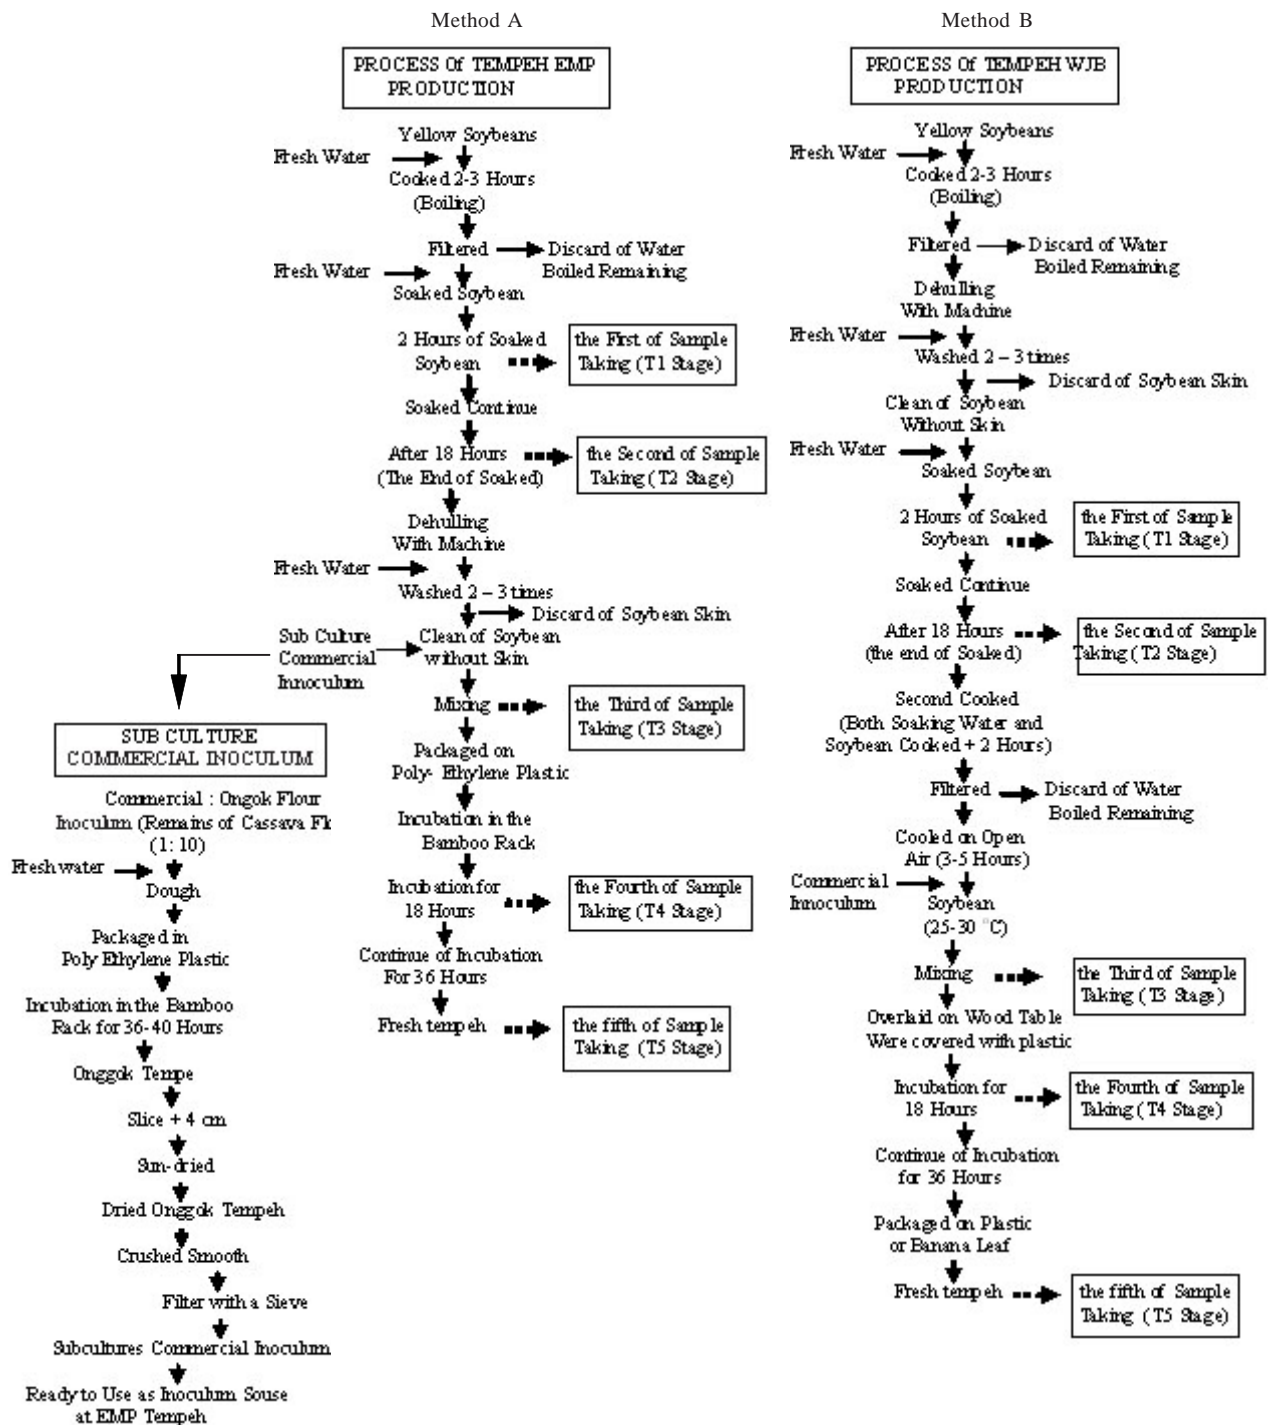 Method A
PROCESS Of TEMPEH EMP
PRODUCTION
Yellow Soybeans
Fresh Water
Cooked 2-3 Hours
(Boiling)
Filtered
Discard of Water
Boiled Remaining
Fresh Water
Soaked Soybean
2 Hours of Soaked
Soybean
the First of Sample
Taking (T1 Stage)
Soaked Continue
After 18 Hours
(The End of Soaked)
the Second of Sample
Taking (T2 Stage)
Dehulling
With Machine
Fresh Water
Washed 2 – 3 times
Discard of Soybean Skin
Sub Culture
Commercial
Innoculum
Clean of Soybean
without Skin
Mixing
the Third of Sample
Taking (T3 Stage)
Packaged on
Poly- Ethylene Plastic
Incubation in the
Bamboo Rack
Incubation for
18 Hours
the Fourth of Sample
Taking (T4 Stage)
Continue of Incubation
For 36 Hours
Fresh tempeh
the fifth of Sample
Taking (T5 Stage)
SUB CULTURE
COMMERCIAL INOCULUM
Commercial : Ongok Flour
Inoculum (Remains of Cassava Fl
(1: 10)
Fresh water
Dough
Packaged in
Poly Ethylene Plastic
Incubation in the Bamboo
Rack for 36-40 Hours
Onggok Tempe
Slice + 4 cm
Sun-dried
Dried Onggok Tempeh
Crushed Smooth
Filter with a Sieve
Subcultures Commercial Inoculum
Ready to Use as Inoculum Souse
at EMP Tempeh
Method B
PROCESS Of TEMPEH WJB
PRODUCTION
Yellow Soybeans
Fresh Water
Cooked 2-3 Hours
(Boiling)
Filtered
Discard of Water
Boiled Remaining
Dehulling
With Machine
Fresh Water
Washed 2 – 3 times
Discard of Soybean Skin
Clean of Soybean
Without Skin
Fresh Water
Soaked Soybean
2 Hours of Soaked
Soybean
the First of Sample
Taking (T1 Stage)
Soaked Continue
After 18 Hours
(the end of Soaked)
the Second of Sample
Taking (T2 Stage)
Second Cooked
(Both Soaking Water and
Soybean Cooked + 2 Hours)
Filtered
Discard of Water
Boiled Remaining
Cooled on Open
Air (3-5 Hours)
Commercial
Innoculum
Soybean
(25-30 °C)
Mixing
the Third of Sample
Taking (T3 Stage)
Overlaid on Wood Table
Were covered with plastic
Incubation for
18 Hours
the Fourth of Sample
Taking (T4 Stage)
Continue of Incubation
for 36 Hours
Packaged on Plastic
or Banana Leaf
Fresh tempeh
the fifth of Sample
Taking (T5 Stage)